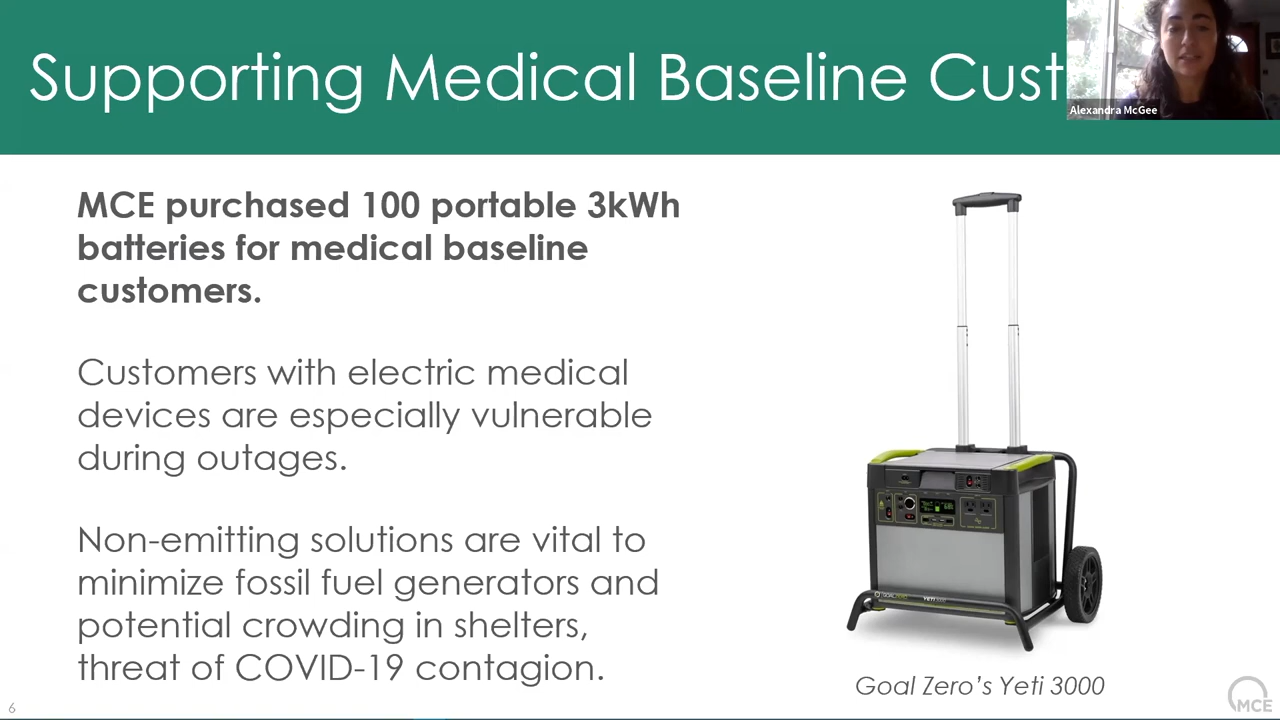 Supporting Medical Baseline Cust
Alexandra McGee
MCE purchased 100 portable 3kWh
batteries for medical baseline
customers.
Customers with electric medical
devices are especially vulnerable
during outages.
Non-emitting solutions are vital to
minimize fossil fuel generators and
potential crowding in shelters,
threat of COVID-19 contagion.
YETI
Goal Zero’s Yeti 3000
6
MCE